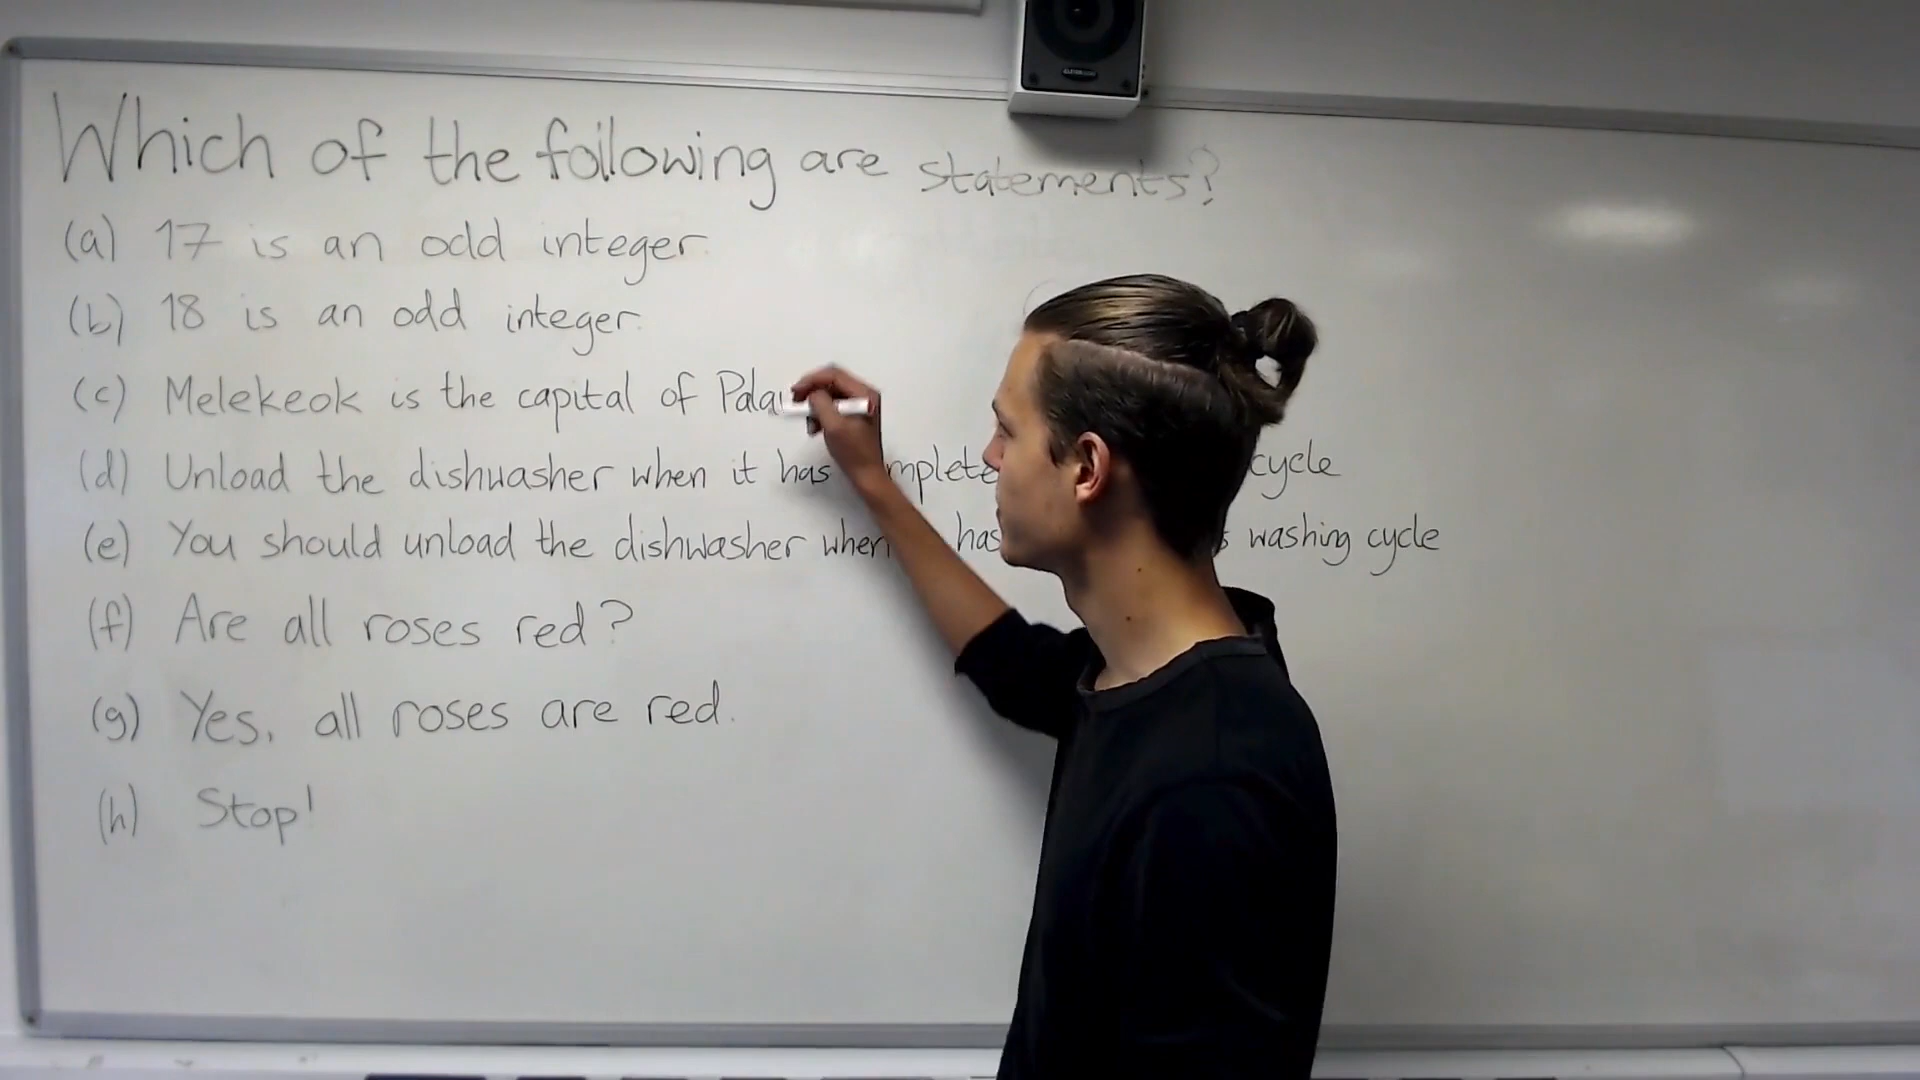 Which of the following are statements?
(a) 17 is an odd integer.
(b) 18 is an odd integer.
(c) Melekeok is the capital of Palau
(d) Unload the dishwasher when it has cycle
(e) You should unload the dishwasher when has washing cycle
(f) Are all roses red?
(g) Yes, all roses are red.
(h) Stop!